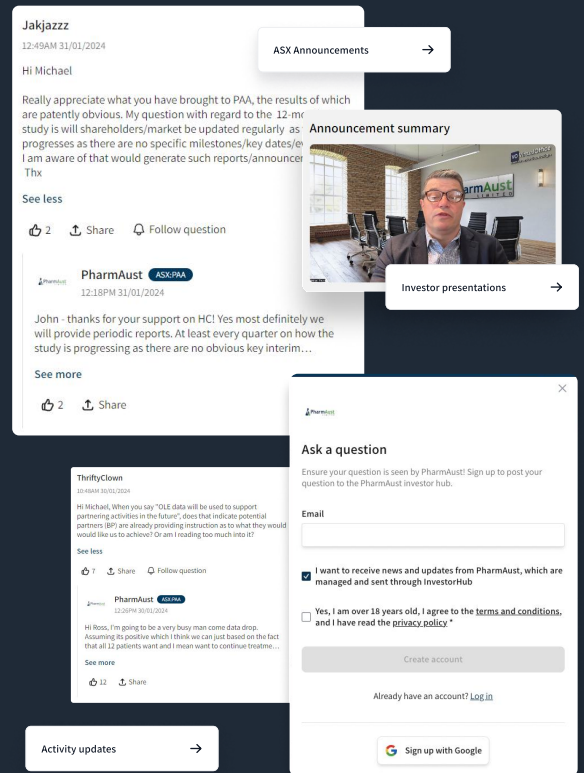 Jakjazzz
12:49AM 31/01/2024
ASX Announcements
Hi Michael
Really appreciate what you have brought to PAA, the results of which
are patently obvious. My question with regard to the 12-mo
study is will shareholders/market be updated regularly as
progresses as there are no specific milestones/key dates/ev
I am aware of that would generate such reports/announcer
Thx
See less
2 Share Follow question
Announcement summary
armAust
LIMITED
Investor presentations
PharmAust ASX:PAA
12:18PM 31/01/2024
John - thanks for your support on HC! Yes most definitely we
will provide periodic reports. At least every quarter on how the
study is progressing as there are no obvious key interim...
See more
2 Share
PharmAust
Ask a question
Ensure your question is seen by PharmAust! Sign up to post your
question to the PharmAust investor hub.
Email
I want to receive news and updates from PharmAust, which are
managed and sent through InvestorHub
Yes, I am over 18 years old, I agree to the terms and conditions,
and I have read the privacy policy *
Create account
Already have an account? Log in
Sign up with Google
ThriftyClown
10:48AM 30/01/2024
Hi Michael, When you say "OLE data will be used to support
partnering activities in the future", does that indicate potential
partners (BP) are already providing instruction as to what they would
would like us to achieve? Or am I reading too much into it?
See less
7 Share Follow question
PharmAust ASX:PAA
12:26PM 30/01/2024
Hi Ross, I'm going to be a very busy man come data drop.
Assuming its positive which I think we can just based on the fact
that all 12 patients want and I mean want to continue treatme...
See more
12 Share
Activity updates